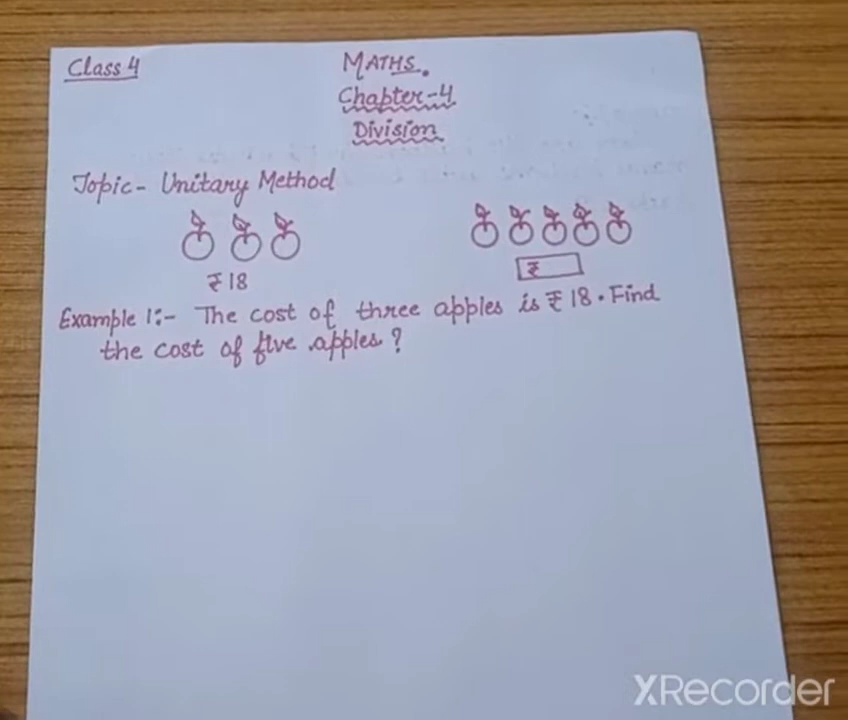 Class 4
MATHS.
Chapter-4
Division
Topic- Unitary Method
₹ 18
₹
Example 1:- The cost of three apples is ₹ 18. Find
the cost of five apples ?
XRecorder